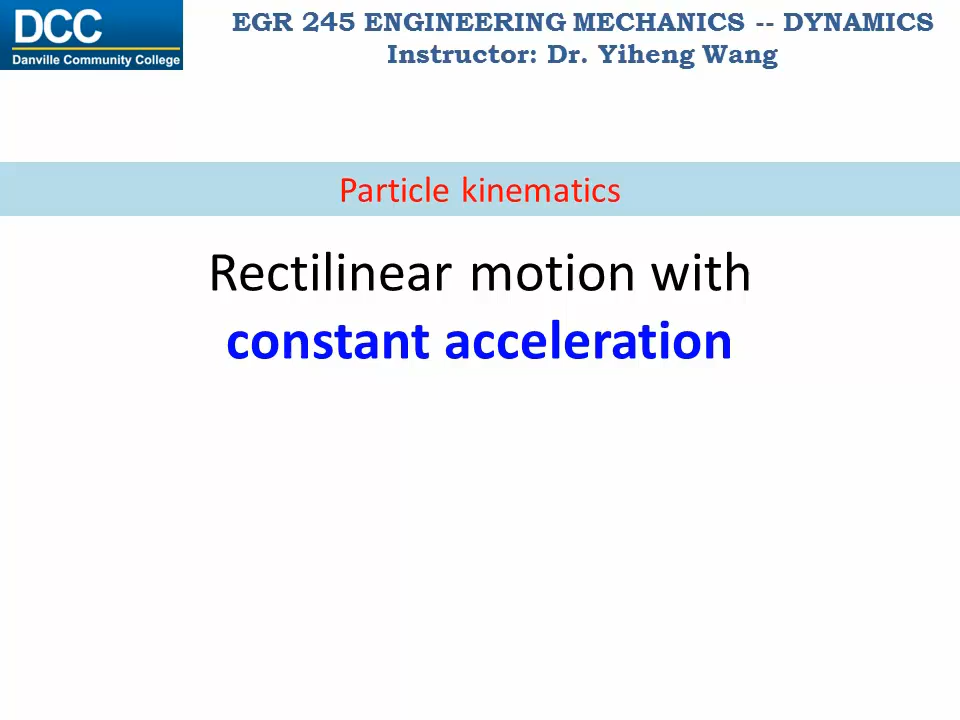 DCC
Danville Community College
EGR 245 ENGINEERING MECHANICS -- DYNAMICS
Instructor: Dr. Yiheng Wang
Particle kinematics
Rectilinear motion with
constant acceleration